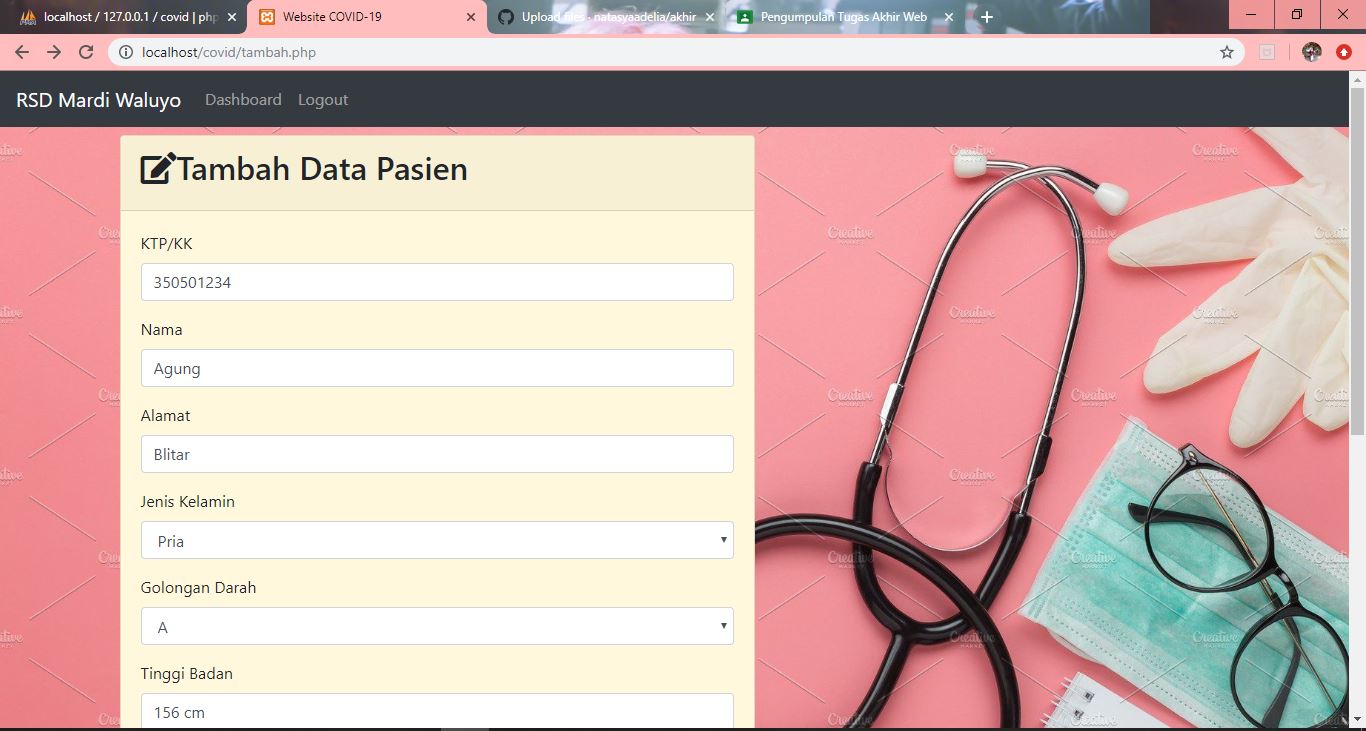 localhost / 127.0.0.1 / covid | php
Website COVID-19
Upload files · natasyaadelia/akhir
Pengumpulan Tugas Akhir Web
localhost/covid/tambah.php
RSD Mardi Waluyo
Dashboard
Logout
Tambah Data Pasien
KTP/KK
350501234
Nama
Agung
Alamat
Blitar
Jenis Kelamin
Pria
Golongan Darah
A
Tinggi Badan
156 cm
Creative
MARKET